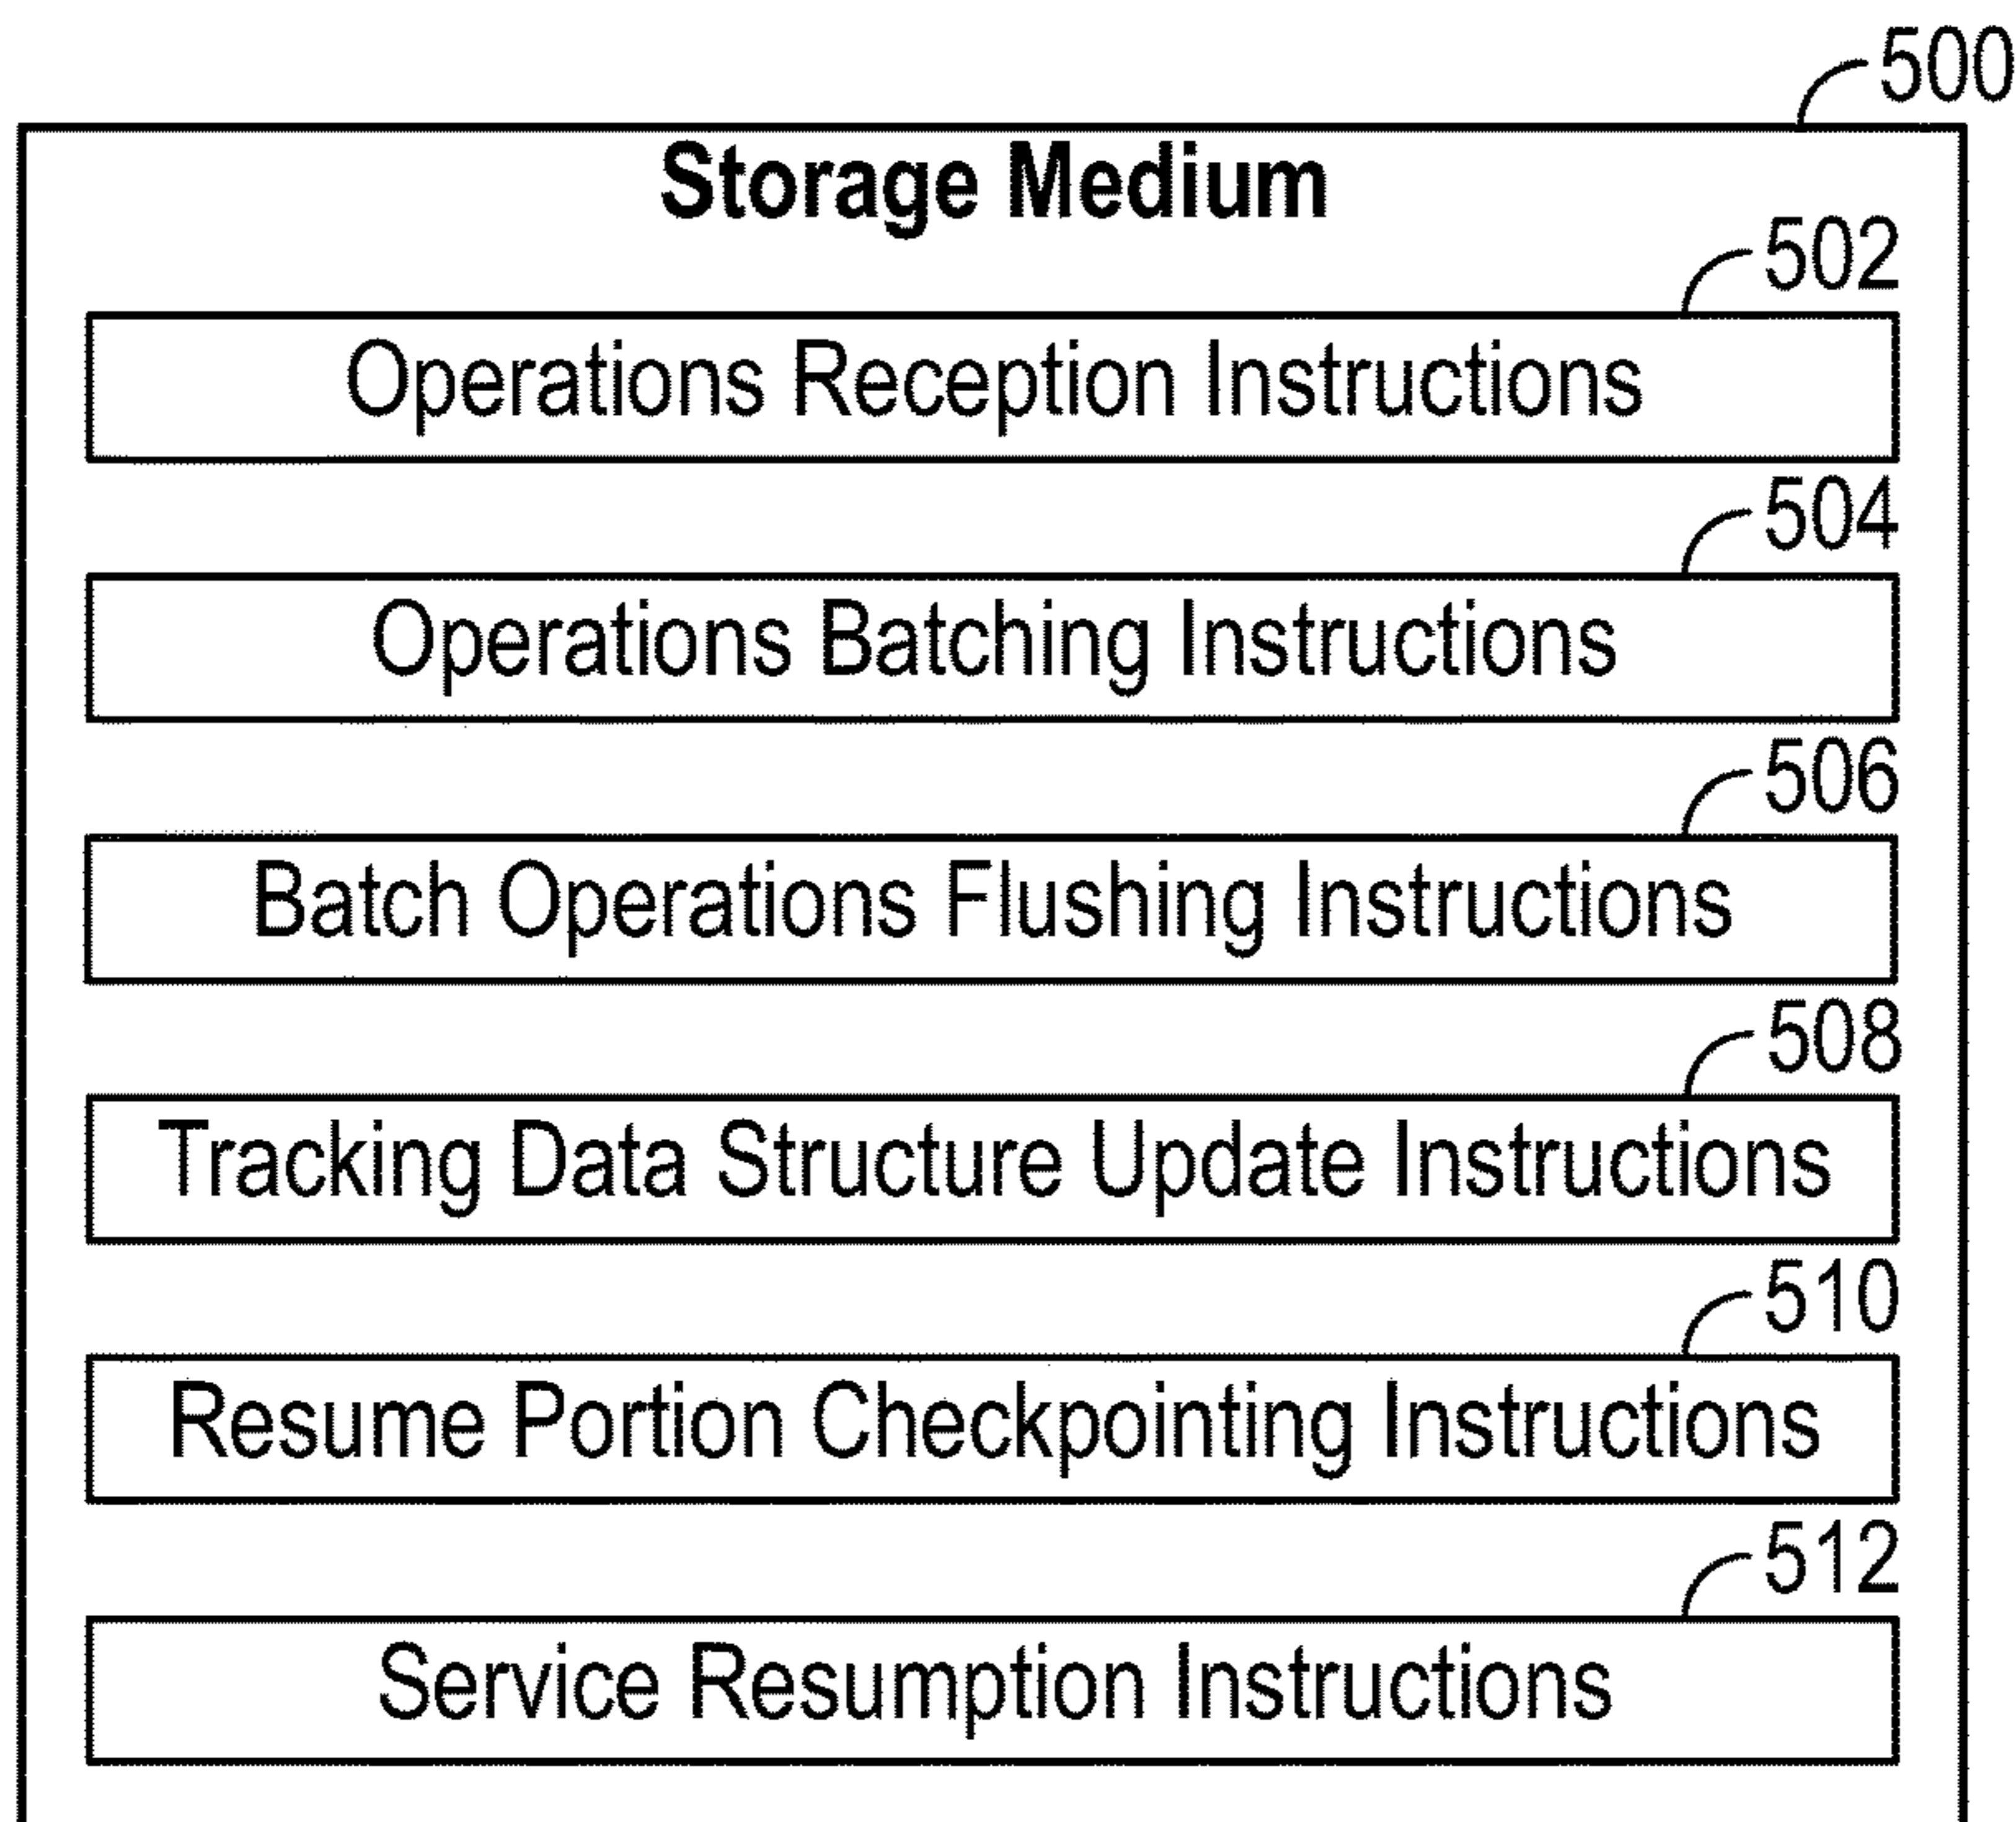 500
Storage Medium
502
Operations Reception Instructions
504
Operations Batching Instructions
506
Batch Operations Flushing Instructions
508
Tracking Data Structure Update Instructions
510
Resume Portion Checkpointing Instructions
512
Service Resumption Instructions